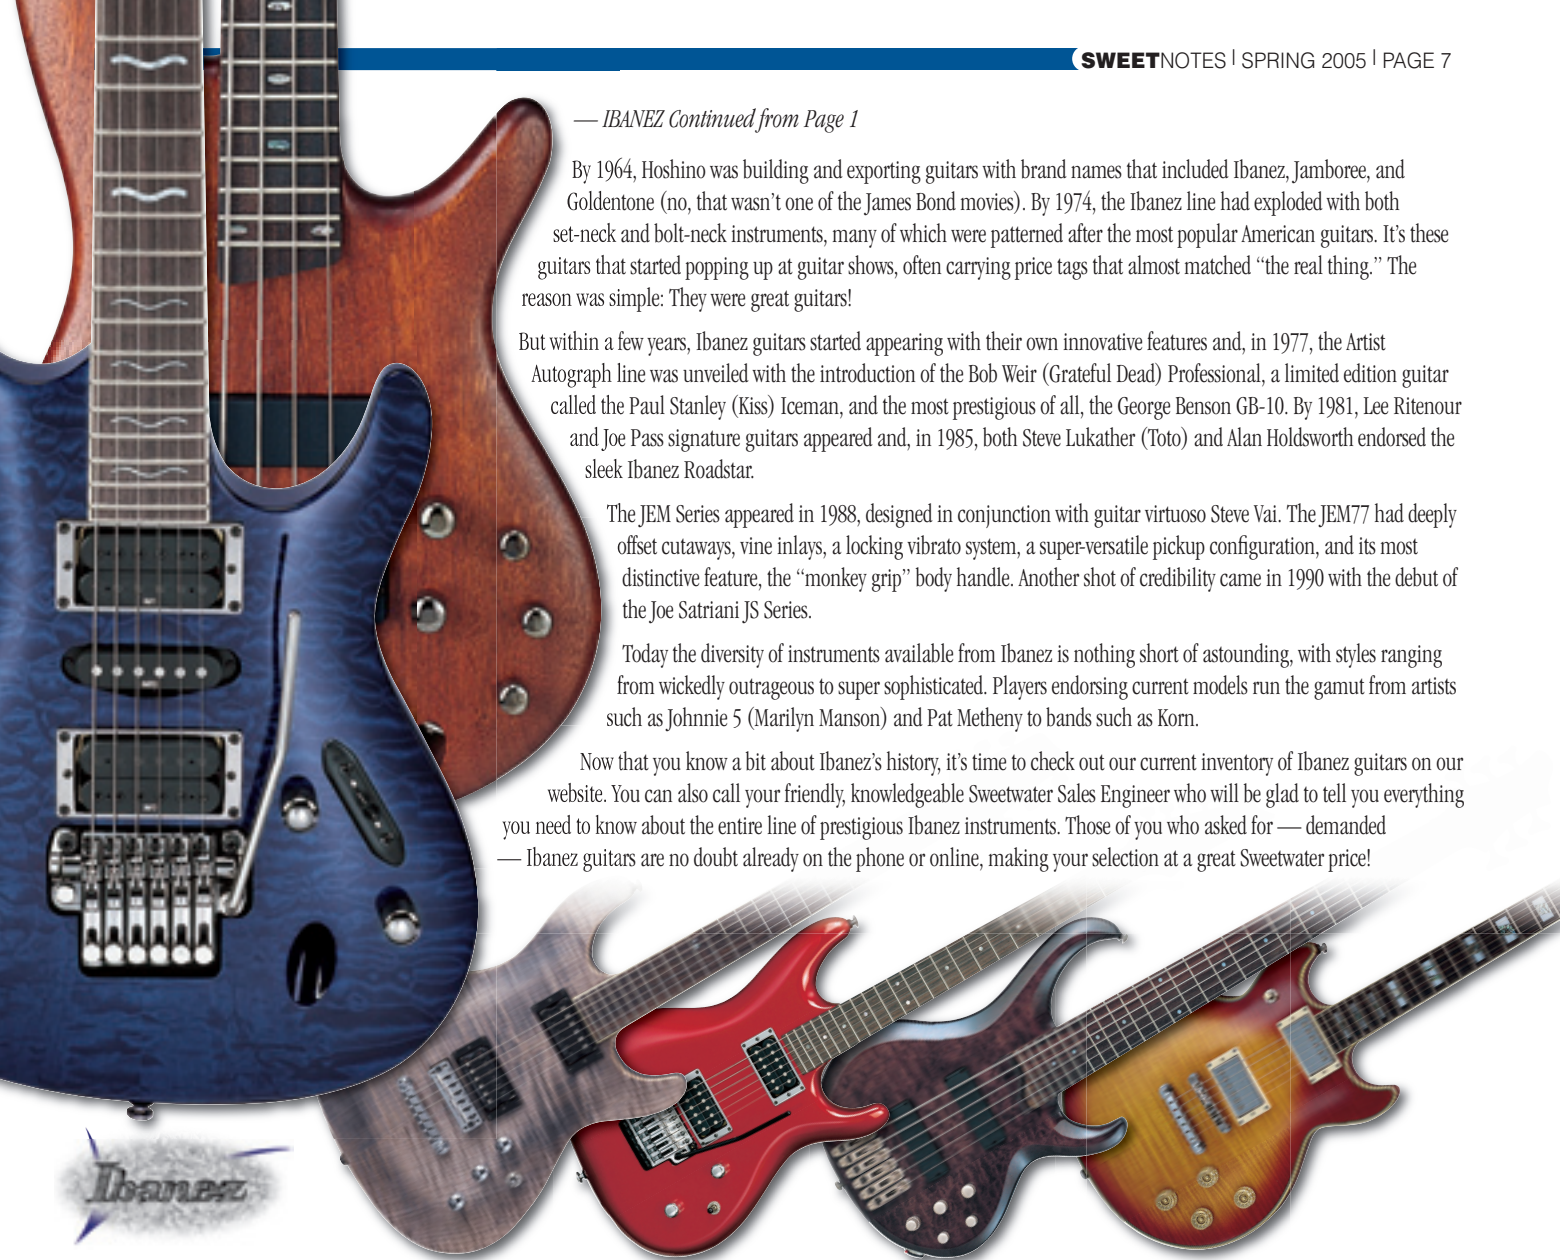 SWEETNOTES | SPRING 2005 | PAGE 7
— IBANEZ Continued from Page 1
By 1964, Hoshino was building and exporting guitars with brand names that included Ibanez, Jamboree, and
Goldentone (no, that wasn’t one of the James Bond movies). By 1974, the Ibanez line had exploded with both
set-neck and bolt-neck instruments, many of which were patterned after the most popular American guitars. It’s these
guitars that started popping up at guitar shows, often carrying price tags that almost matched “the real thing.” The
reason was simple: They were great guitars!
But within a few years, Ibanez guitars started appearing with their own innovative features and, in 1977, the Artist
Autograph line was unveiled with the introduction of the Bob Weir (Grateful Dead) Professional, a limited edition guitar
called the Paul Stanley (Kiss) Iceman, and the most prestigious of all, the George Benson GB-10. By 1981, Lee Ritenour
and Joe Pass signature guitars appeared and, in 1985, both Steve Lukather (Toto) and Alan Holdsworth endorsed the
sleek Ibanez Roadstar.
The JEM Series appeared in 1988, designed in conjunction with guitar virtuoso Steve Vai. The JEM77 had deeply
offset cutaways, vine inlays, a locking vibrato system, a super-versatile pickup configuration, and its most
distinctive feature, the “monkey grip” body handle. Another shot of credibility came in 1990 with the debut of
the Joe Satriani JS Series.
Today the diversity of instruments available from Ibanez is nothing short of astounding, with styles ranging
from wickedly outrageous to super sophisticated. Players endorsing current models run the gamut from artists
such as Johnnie 5 (Marilyn Manson) and Pat Metheny to bands such as Korn.
Now that you know a bit about Ibanez’s history, it’s time to check out our current inventory of Ibanez guitars on our
website. You can also call your friendly, knowledgeable Sweetwater Sales Engineer who will be glad to tell you everything
you need to know about the entire line of prestigious Ibanez instruments. Those of you who asked for — demanded
— Ibanez guitars are no doubt already on the phone or online, making your selection at a great Sweetwater price!
Ibanez